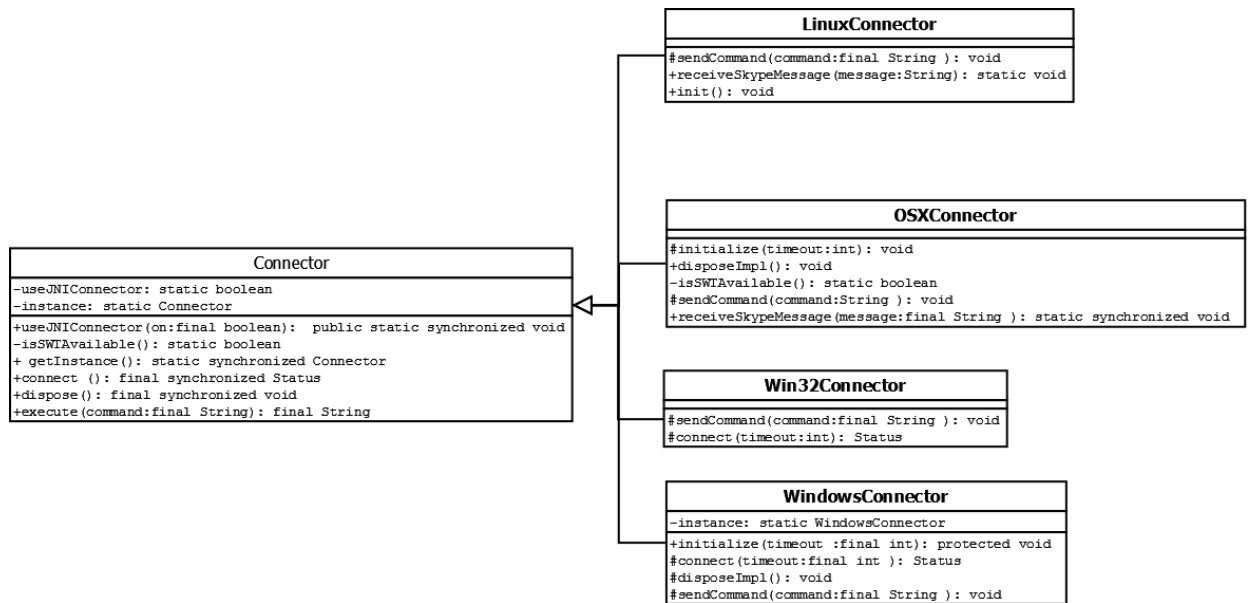 LinuxConnector
#sendCommand(command:final String ): void
+receiveSkypeMessage(message:String): static void
+init(): void
OSXConnector
#initialize(timeout:int): void
+disposeImpl(): void
-isSWTAvailable(): static boolean
#sendCommand(command:String ): void
+receiveSkypeMessage(message:final String ): static synchronized void
Connector
-useJNIConnector: static boolean
-instance: static Connector
+useJNIConnector(on:final boolean):  public static synchronized void
-isSWTAvailable(): static boolean
+ getInstance(): static synchronized Connector
+connect (): final synchronized Status
+dispose(): final synchronized void
+execute(command:final String): final String
Win32Connector
#sendCommand(command:final String ): void
#connect(timeout:int): Status
WindowsConnector
-instance: static WindowsConnector
+initialize(timeout :final int): protected void
#connect(timeout:final int ): Status
#disposeImpl(): void
#sendCommand(command:final String ): void